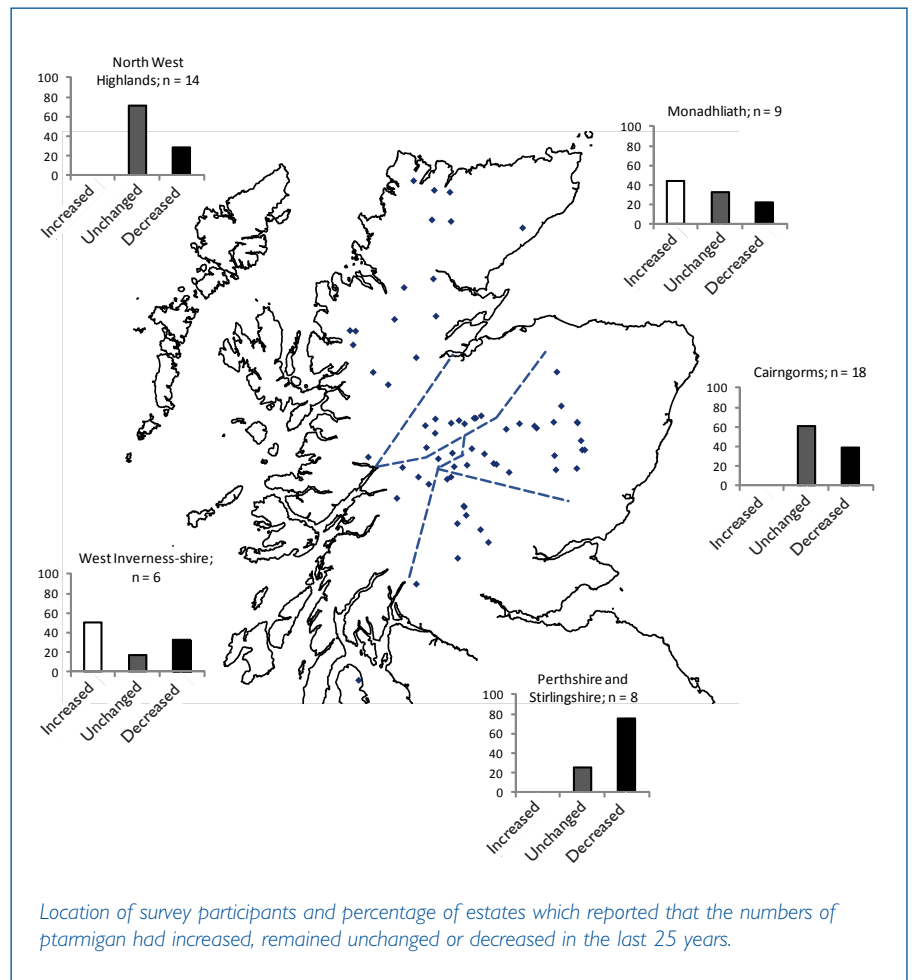 North West
Highlands; n = 14
100
80
60
40
20
0
Increased
Unchanged
Decreased
Monadhliath; n = 9
100
80
60
40
20
0
Increased
Unchanged
Decreased
Cairngorms; n = 18
100
80
60
40
20
0
Increased
Unchanged
Decreased
West Inverness-shire;
n = 6
100
80
60
40
20
0
Increased
Unchanged
Decreased
Perthshire and
Stirlingshire; n = 8
100
80
60
40
20
0
Increased
Unchanged
Decreased
Location of survey participants and percentage of estates which reported that the numbers of
ptarmigan had increased, remained unchanged or decreased in the last 25 years.